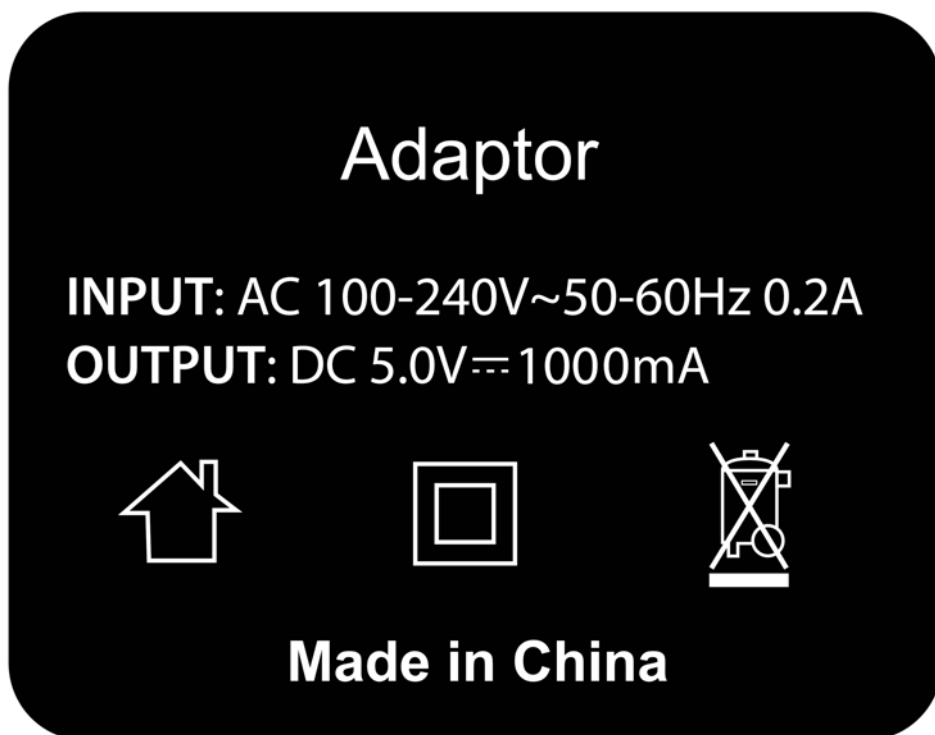 Adaptor
INPUT: AC 100-240V~50-60Hz 0.2A
OUTPUT: DC 5.0V⎓1000mA
Made in China